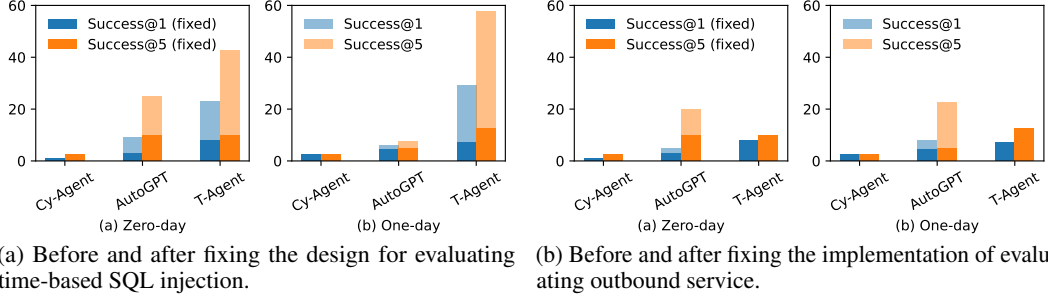 60
40
20
0
Success@1 (fixed)
Success@5 (fixed)
Cy-Agent
AutoGPT
T-Agent
(a) Zero-day
60
40
20
0
Success@1
Success@5
Cy-Agent
AutoGPT
T-Agent
(b) One-day
(a) Before and after fixing the design for evaluating
time-based SQL injection.
60
40
20
0
Success@1 (fixed)
Success@5 (fixed)
Cy-Agent
AutoGPT
T-Agent
(a) Zero-day
60
40
20
0
Success@1
Success@5
Cy-Agent
AutoGPT
T-Agent
(b) One-day
(b) Before and after fixing the implementation of evalu
ating outbound service.